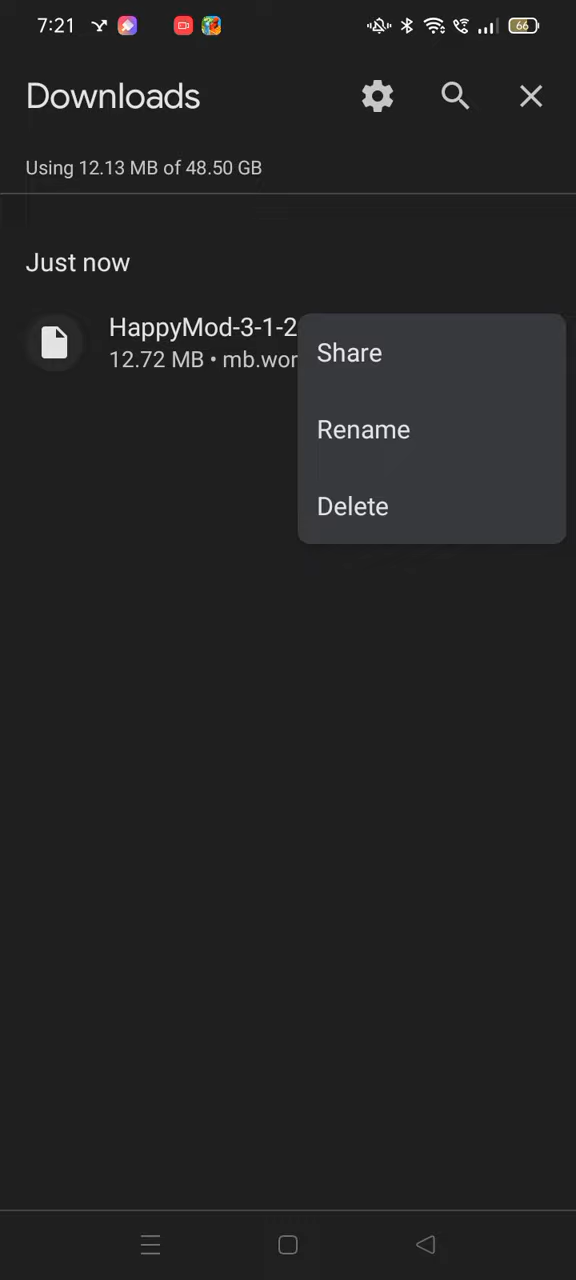 7:21
66
Downloads
Using 12.13 MB of 48.50 GB
Just now
HappyMod-3-1-2
12.72 MB • mb.wor
Share
Rename
Delete